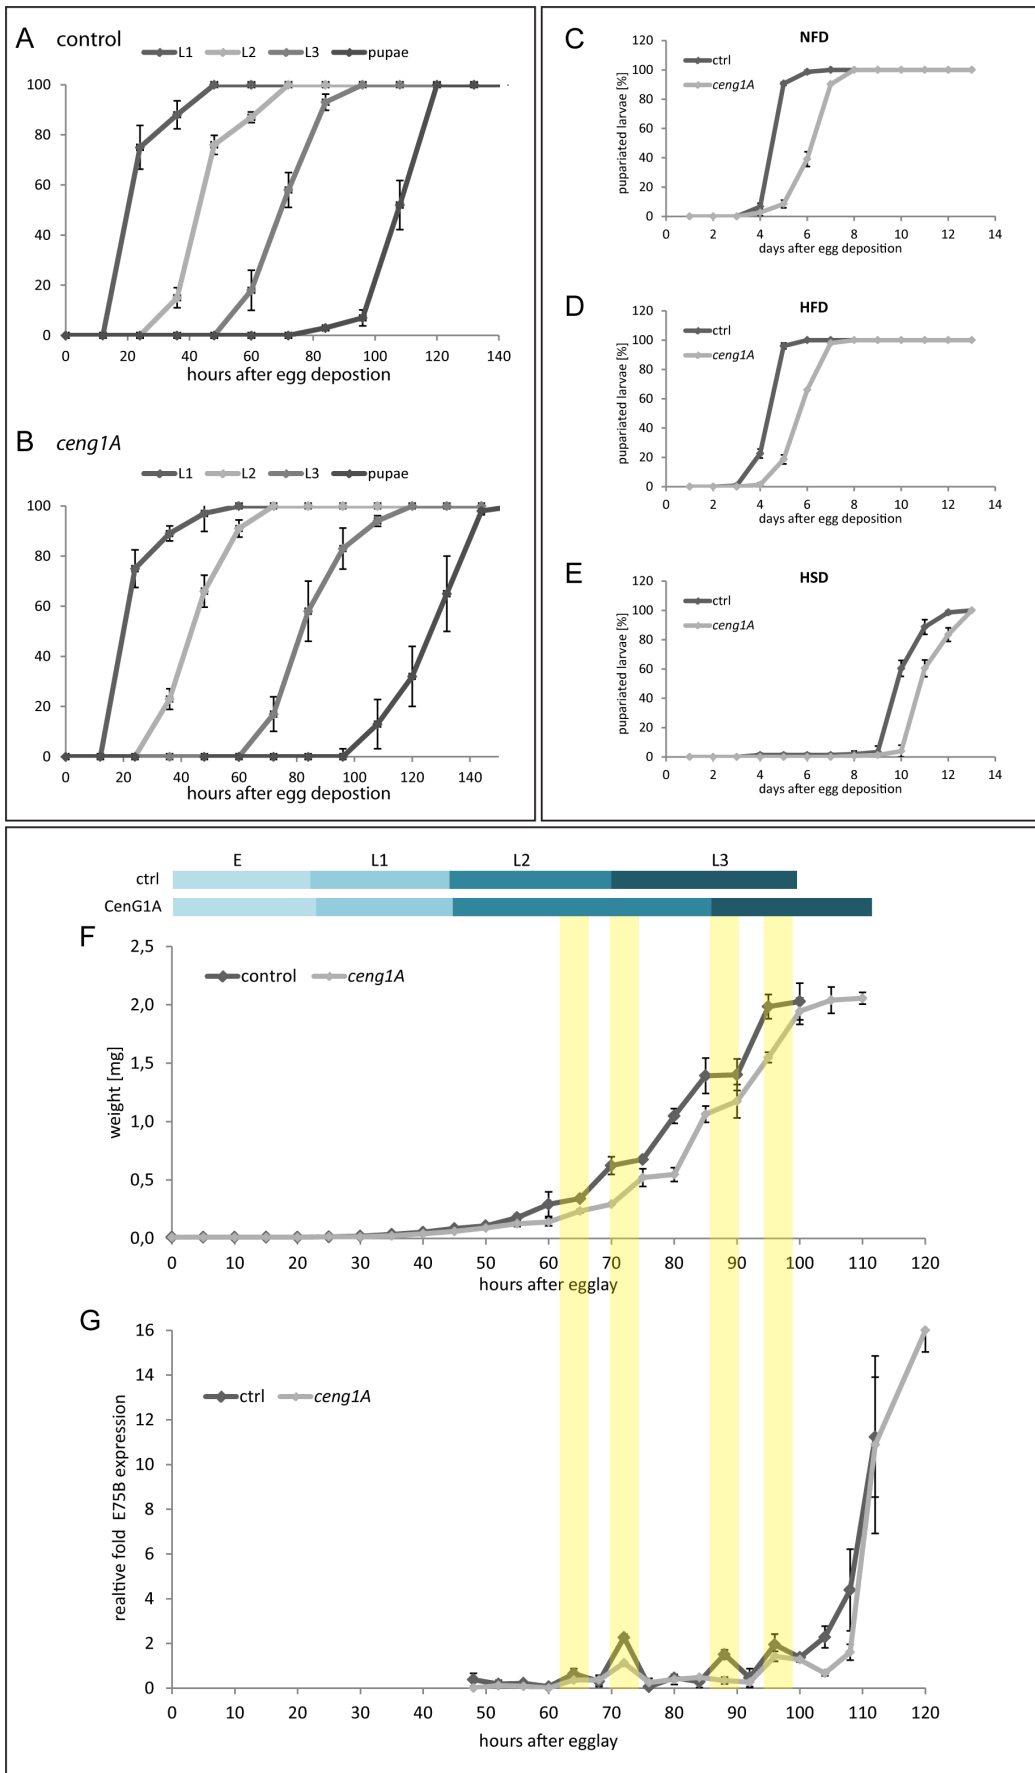 A control
L1 L2 L3 pupae
100
80
60
40
20
0
0 20 40 60 80 100 120 140
hours after egg depostion
B ceng1A
L1 L2 L3 pupae
100
80
60
40
20
0
0 20 40 60 80 100 120 140
hours after egg depostion
C NFD
pupariated larvae [%]
ctrl
ceng1A
120
100
80
60
40
20
0
0 2 4 6 8 10 12 14
days after egg deposition
D HFD
pupariated larvae [%]
ctrl
ceng1A
120
100
80
60
40
20
0
0 2 4 6 8 10 12 14
days after egg deposition
E HSD
pupariated larvae [%]
ctrl
ceng1A
120
100
80
60
40
20
0
0 2 4 6 8 10 12 14
days after egg deposition
E L1 L2 L3
ctrl
CenG1A
F
control ceng1A
weight [mg]
2,5
2,0
1,5
1,0
0,5
0,0
0 10 20 30 40 50 60 70 80 90 100 110 120
hours after egglay
G
ctrl ceng1A
realtive fold E75B expression
16
14
12
10
8
6
4
2
0
0 10 20 30 40 50 60 70 80 90 100 110 120
hours after egglay